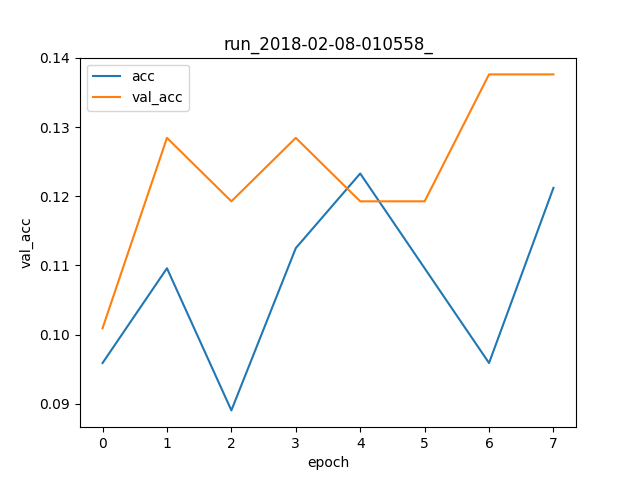 run_2018-02-08-010558_
acc
val_acc
0.14
0.13
0.12
0.11
0.10
0.09
val_acc
0 1 2 3 4 5 6 7
epoch